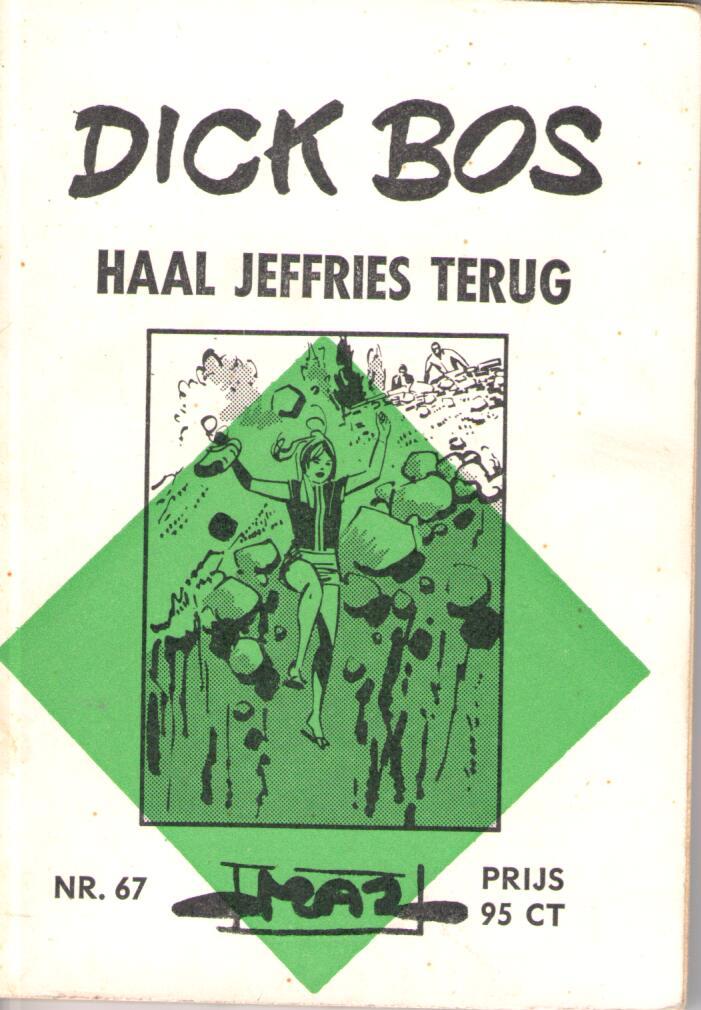 DICK BOS
HAAL JEFFRIES TERUG
NR. 67
MAZ
PRIJS
95 CT